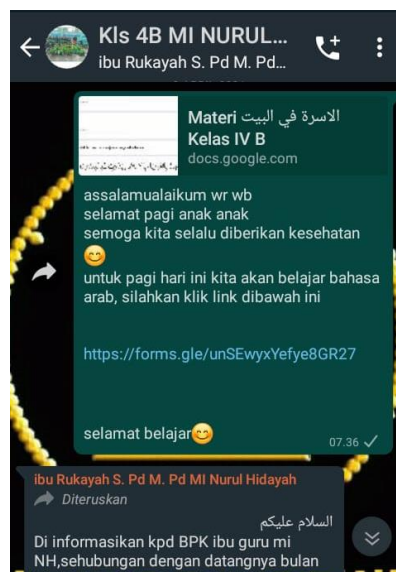 Kls 4B MI NURUL...
ibu Rukayah S. Pd M. Pd...
الاسرة في البيت Materi
Kelas IV B
docs.google.com
assalamualaikum wr wb
selamat pagi anak anak
semoga kita selalu diberikan kesehatan
😊
untuk pagi hari ini kita akan belajar bahasa
arab, silahkan klik link dibawah ini
https://forms.gle/unSEwyxYefye8GR27
selamat belajar😊
07.36
ibu Rukayah S. Pd M. Pd MI Nurul Hidayah
Diteruskan
السلام عليكم
Di informasikan kpd BPK ibu guru mi
NH,sehubungan dengan datangnya bulan